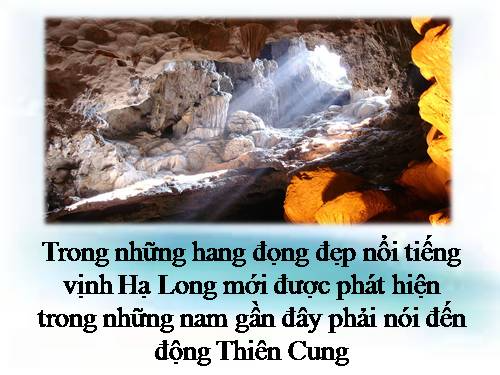 Trong những hang đọng đẹp nổi tiếng
vịnh Hạ Long mới được phát hiện
trong những nam gần đây phải nói đến
động Thiên Cung